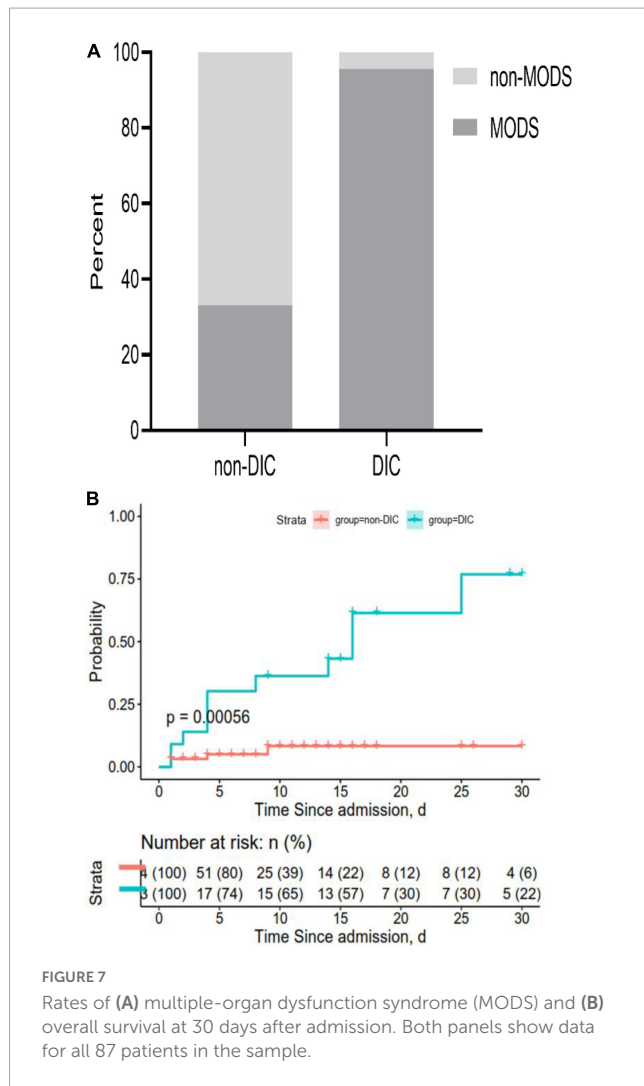 A
100
80
60
40
20
0
Percent
non-DIC
DIC
non-MODS
MODS
B
Strata group=non-DIC group=DIC
1.00
0.75
0.50
0.25
0.00
Probability
p = 0.00056
0 5 10 15 20 25 30
Time Since admission, d
Number at risk: n (%)
Strata
4 (100) 51 (80) 25 (39) 14 (22) 8 (12) 8 (12) 4 (6)
3 (100) 17 (74) 15 (65) 13 (57) 7 (30) 7 (30) 5 (22)
0 5 10 15 20 25 30
Time Since admission, d
FIGURE 7
Rates of (A) multiple-organ dysfunction syndrome (MODS) and (B)
overall survival at 30 days after admission. Both panels show data
for all 87 patients in the sample.